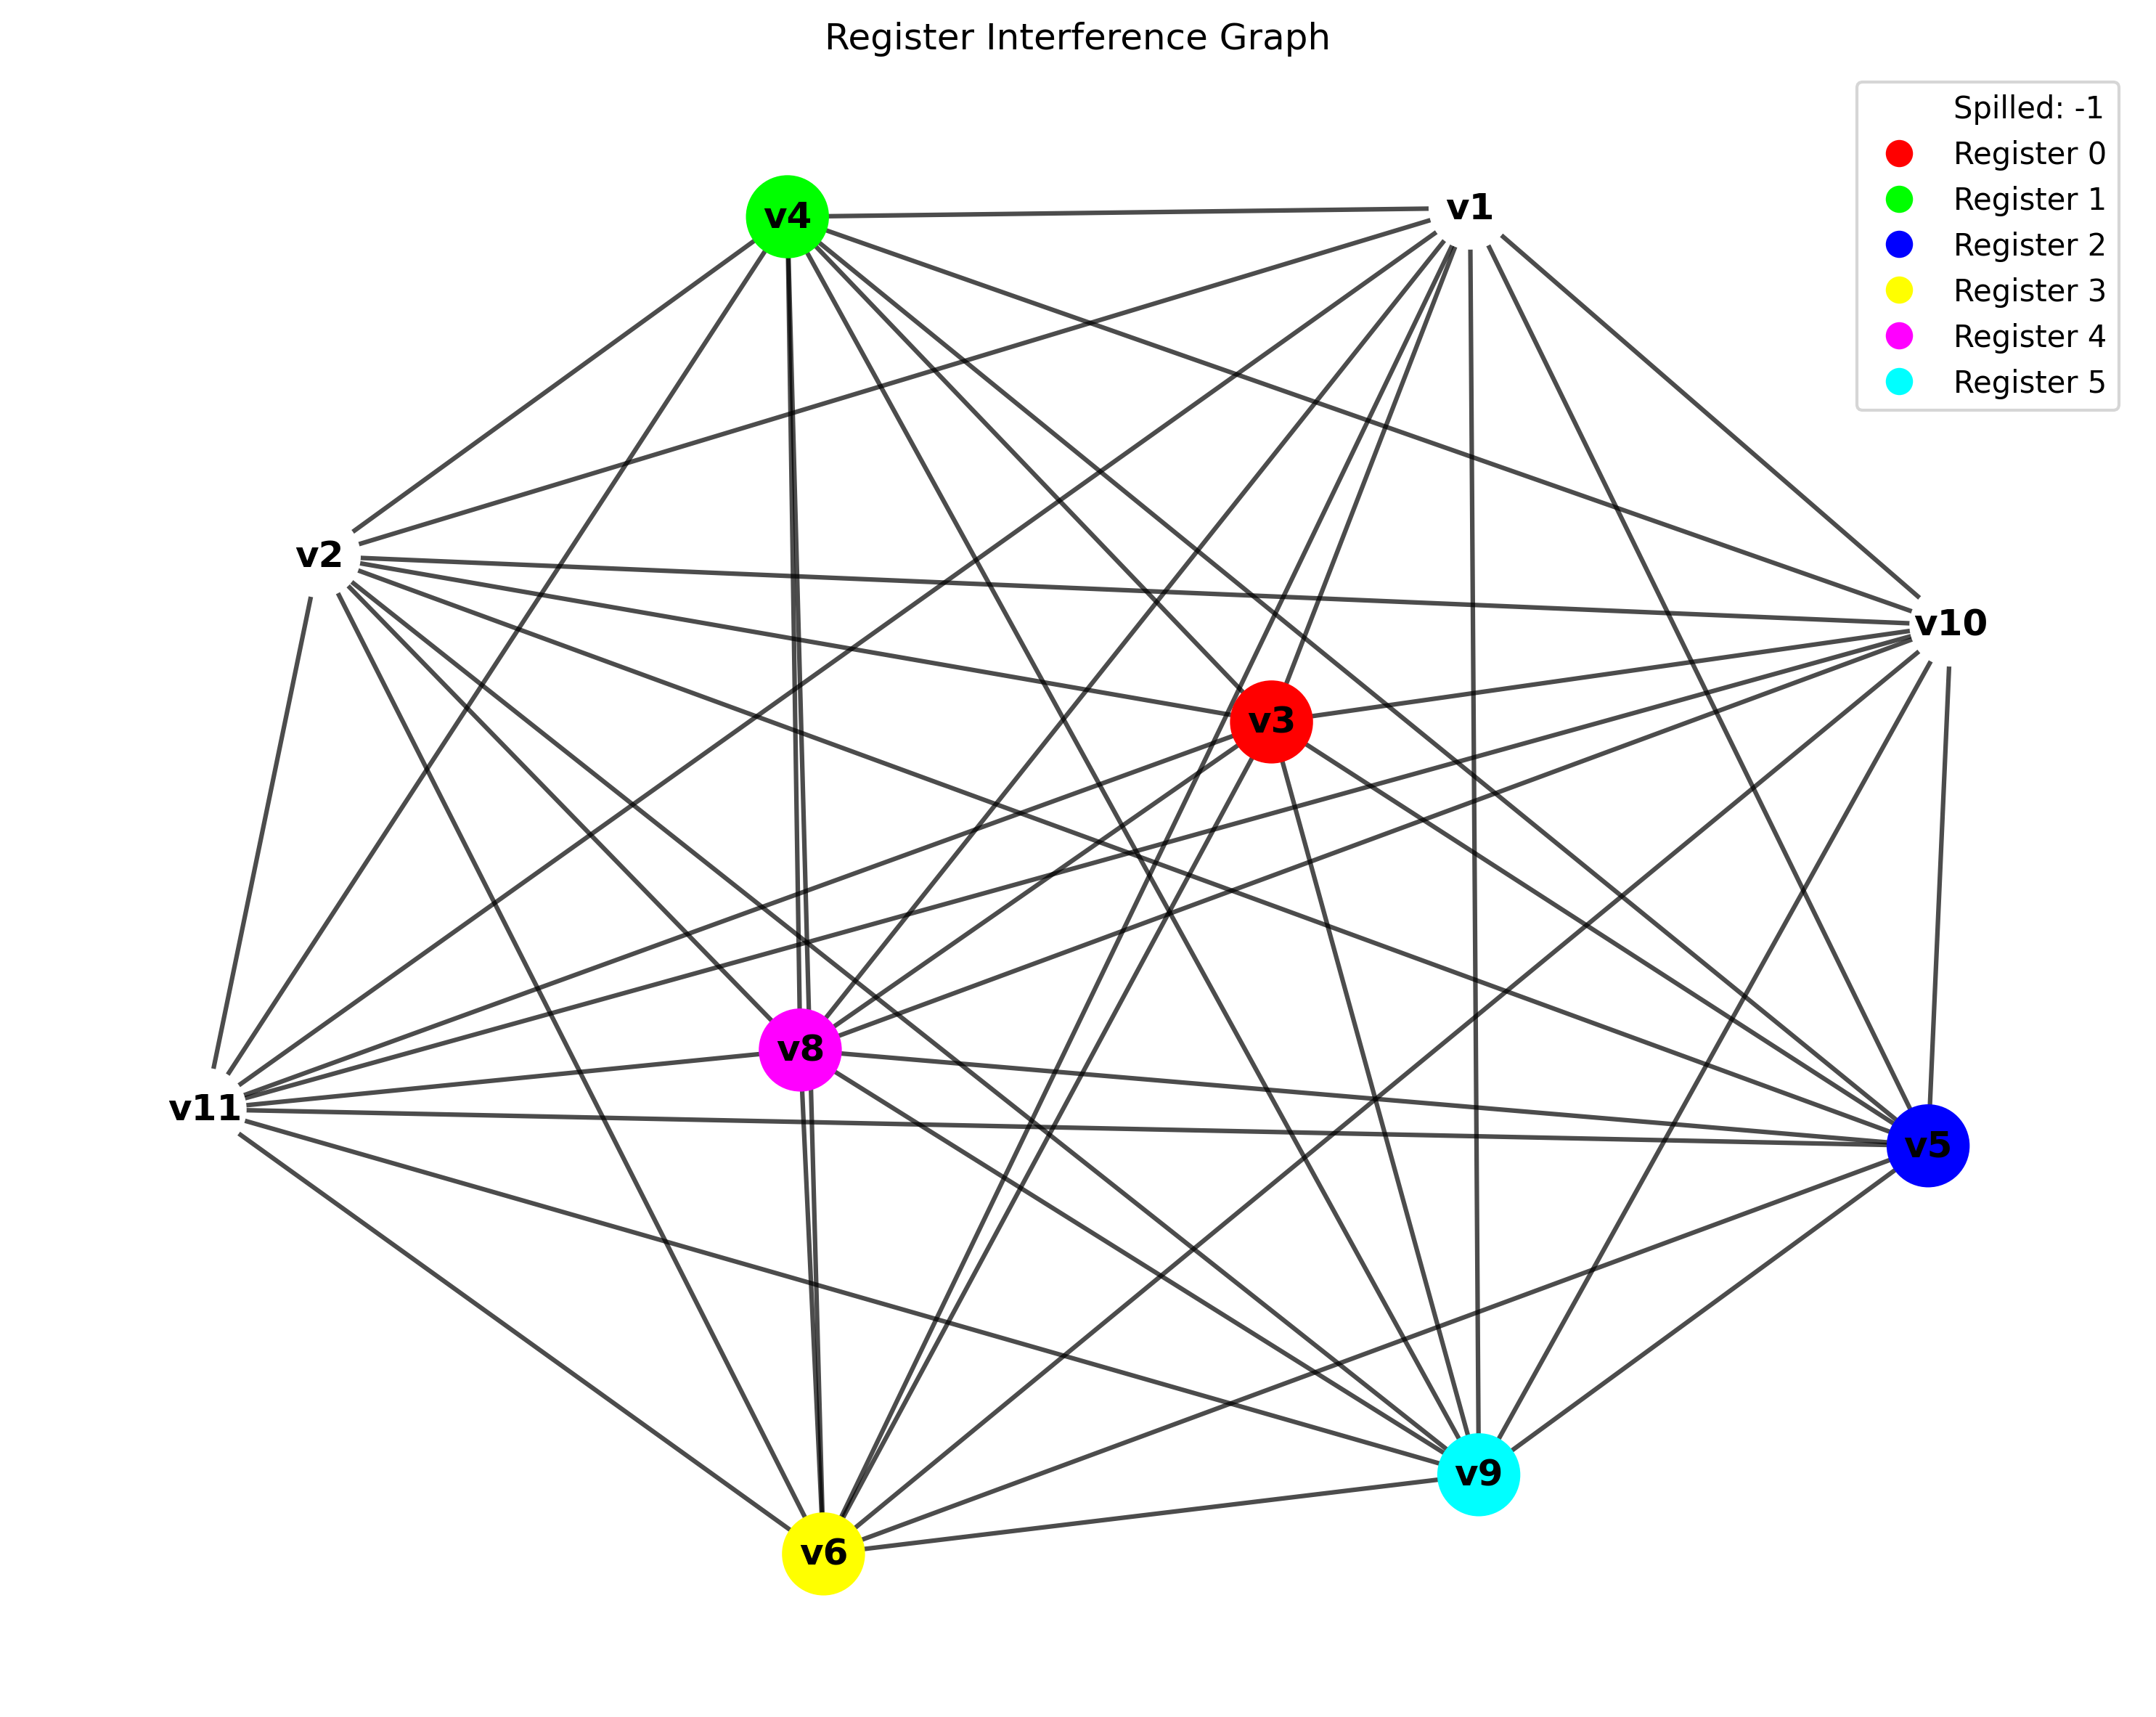 Register Interference Graph
Spilled: -1
Register 0
Register 1
Register 2
Register 3
Register 4
Register 5
v4
v1
v2
v10
v3
v8
v11
v5
v9
v6